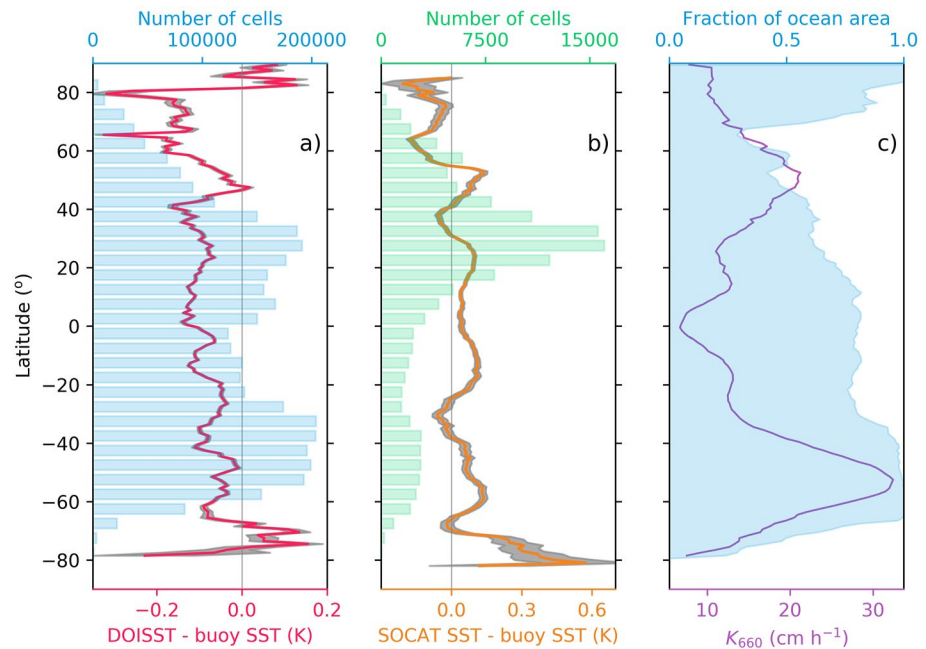 Number of cells
Number of cells
Fraction of ocean area
0 100000 200000
0 7500 15000
0.0 0.5 1.0
a)
b)
c)
Latitude (º)
80
60
40
20
0
−20
−40
−60
−80
−0.2 0.0 0.2
0.0 0.3 0.6
10 20 30
DOISST - buoy SST (K)
SOCAT SST - buoy SST (K)
K660 (cm h−1)